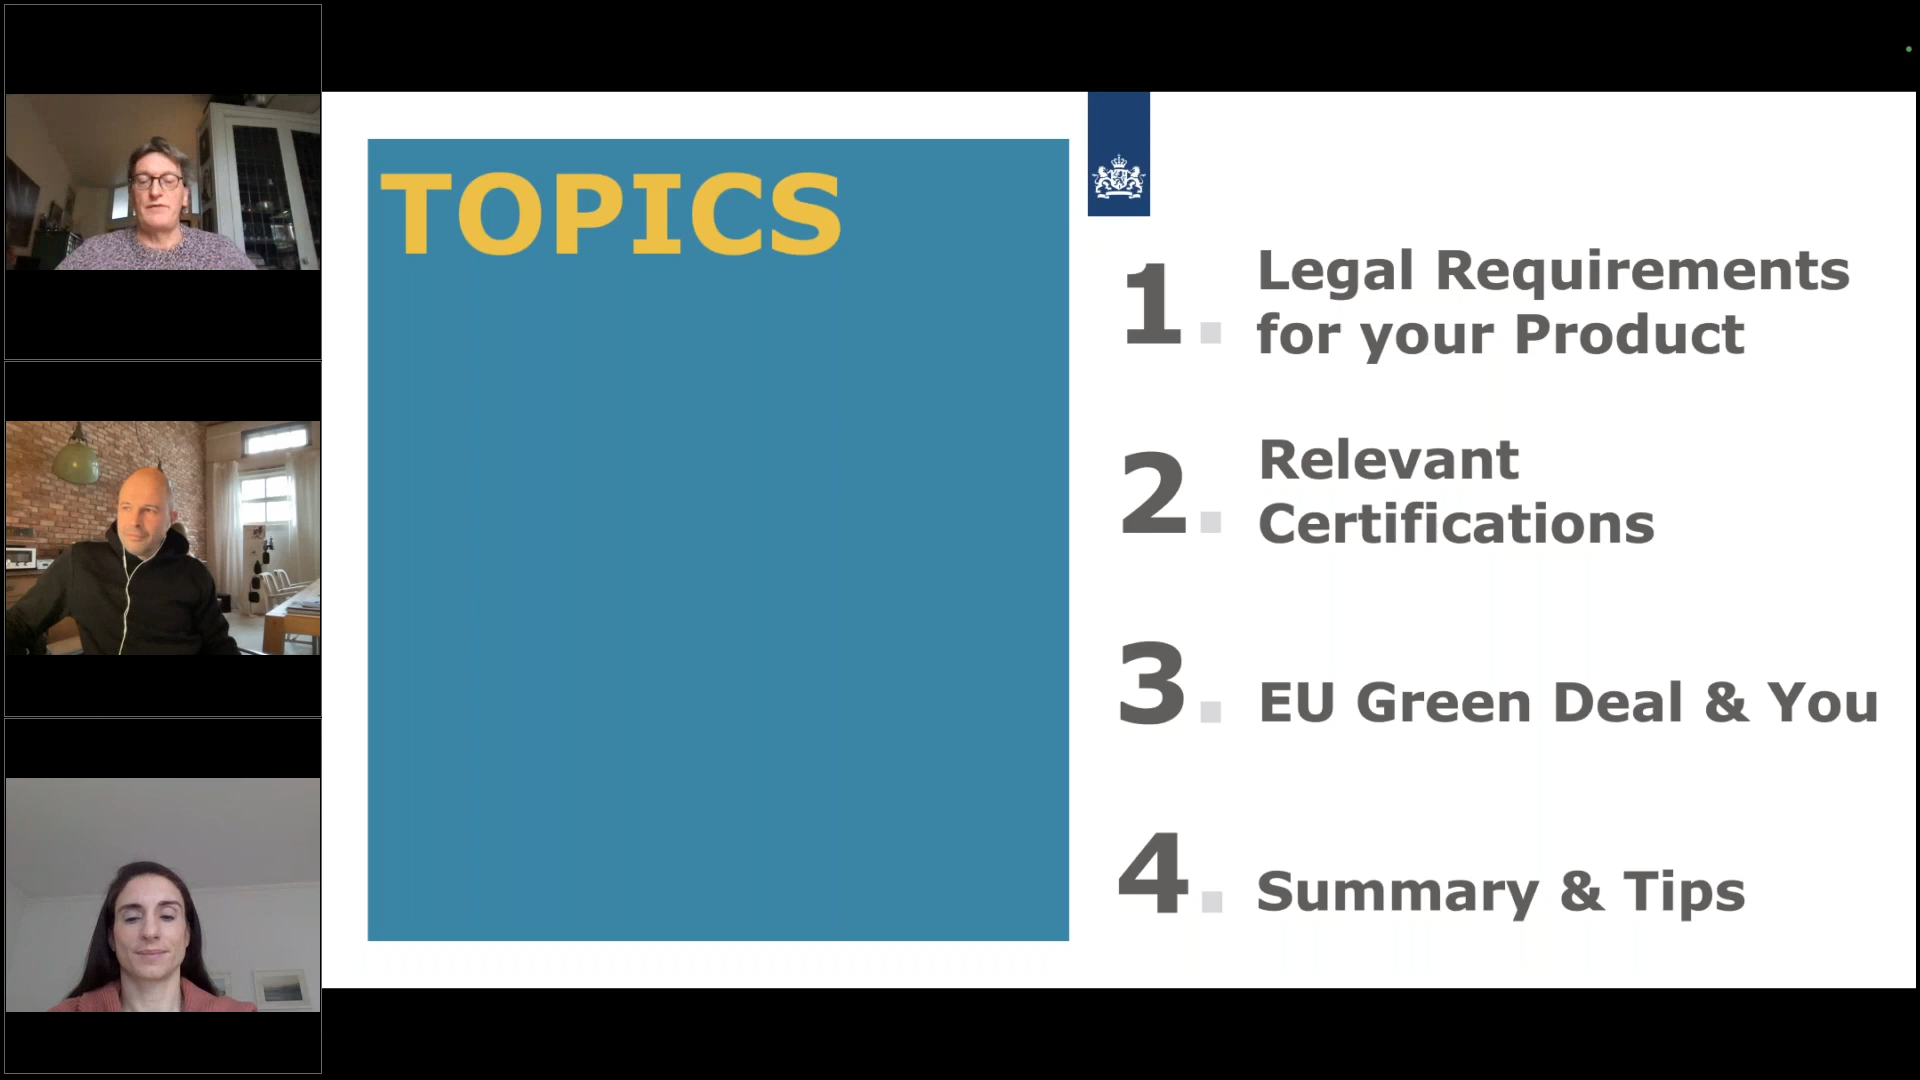 TOPICS
1.
Legal Requirements
for your Product
2.
Relevant
Certifications
3.
EU Green Deal & You
4.
Summary & Tips